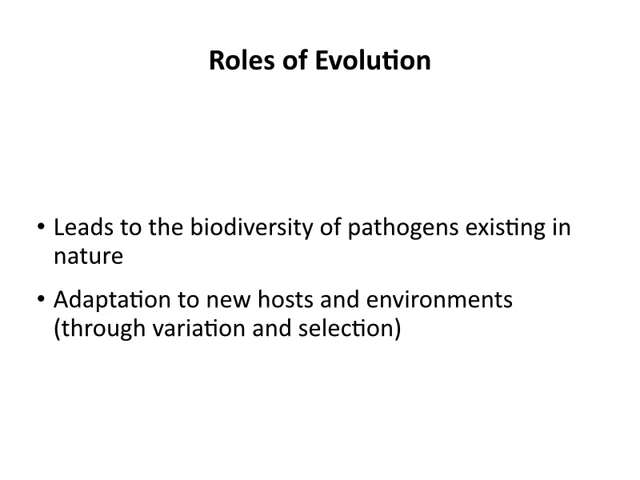 Roles of Evolution
• Leads to the biodiversity of pathogens existing in
nature
• Adaptation to new hosts and environments
(through variation and selection)